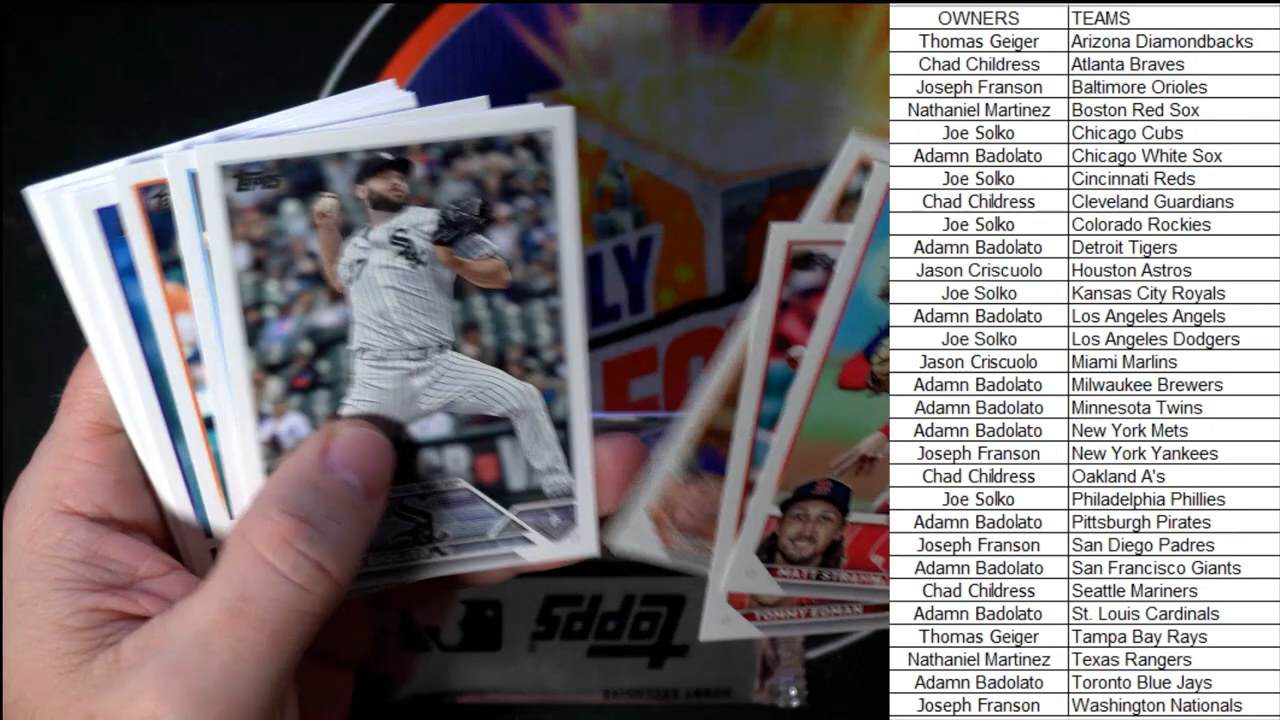 OWNERS TEAMS
Thomas Geiger Arizona Diamondbacks
Chad Childress Atlanta Braves
Joseph Franson Baltimore Orioles
Nathaniel Martinez Boston Red Sox
Joe Solko Chicago Cubs
Adamn Badolato Chicago White Sox
Joe Solko Cincinnati Reds
Chad Childress Cleveland Guardians
Joe Solko Colorado Rockies
Adamn Badolato Detroit Tigers
Jason Criscuolo Houston Astros
Joe Solko Kansas City Royals
Adamn Badolato Los Angeles Angels
Joe Solko Los Angeles Dodgers
Jason Criscuolo Miami Marlins
Adamn Badolato Milwaukee Brewers
Adamn Badolato Minnesota Twins
Adamn Badolato New York Mets
Joseph Franson New York Yankees
Chad Childress Oakland A's
Joe Solko Philadelphia Phillies
Adamn Badolato Pittsburgh Pirates
Joseph Franson San Diego Padres
Adamn Badolato San Francisco Giants
Chad Childress Seattle Mariners
Adamn Badolato St. Louis Cardinals
Thomas Geiger Tampa Bay Rays
Nathaniel Martinez Texas Rangers
Adamn Badolato Toronto Blue Jays
Joseph Franson Washington Nationals
Topps
LY
MATT STRAHM
TOMMY EDMAN
Topps